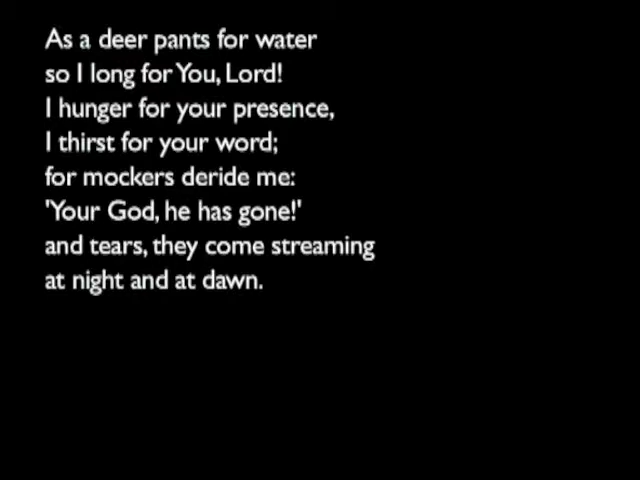 As a deer pants for water
so I long for You, Lord!
I hunger for your presence,
I thirst for your word;
for mockers deride me:
'Your God, he has gone!'
and tears, they come streaming
at night and at dawn.